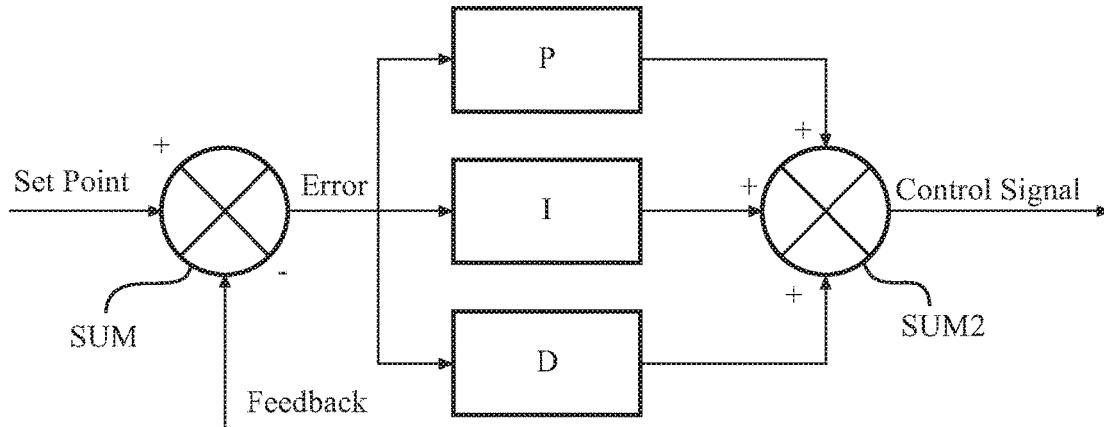 P
+
+
Set Point
Error
+
I
Control Signal
-
+
SUM
SUM2
D
Feedback